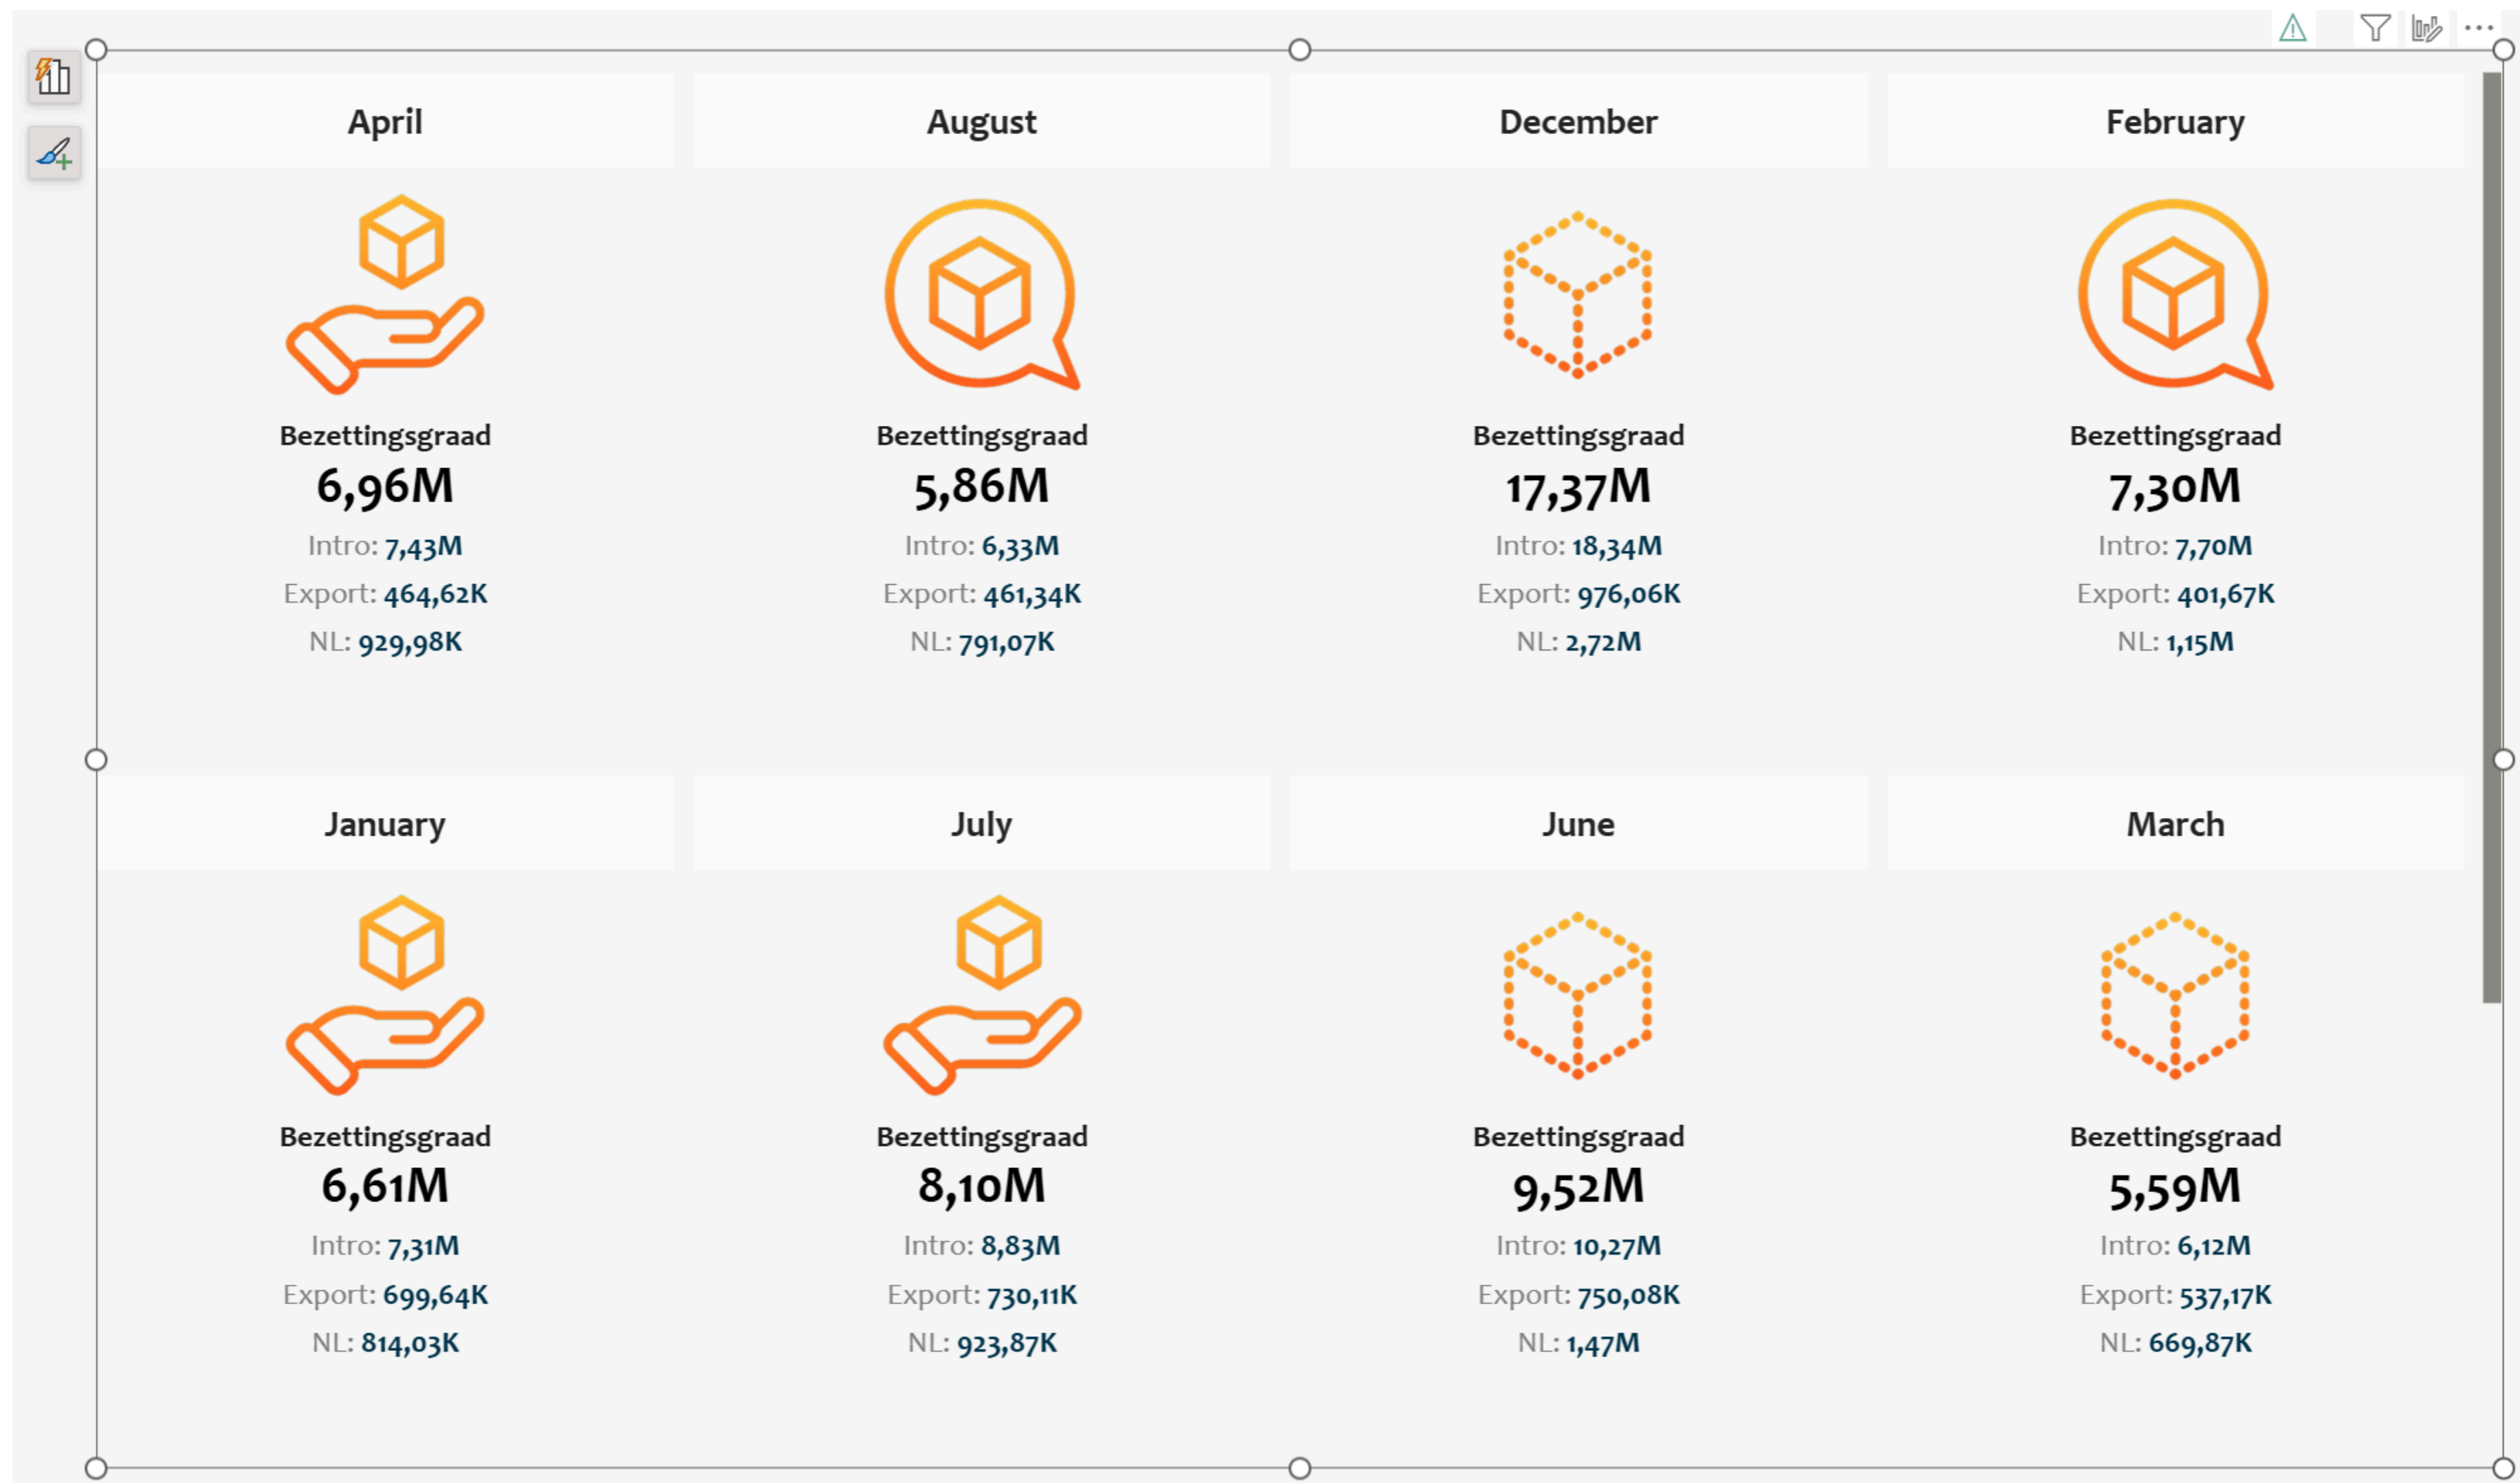 April
August
December
February
Bezettingsgraad
6,96M
Intro: 7,43M
Export: 464,62K
NL: 929,98K
Bezettingsgraad
5,86M
Intro: 6,33M
Export: 461,34K
NL: 791,07K
Bezettingsgraad
17,37M
Intro: 18,34M
Export: 976,06K
NL: 2,72M
Bezettingsgraad
7,30M
Intro: 7,70M
Export: 401,67K
NL: 1,15M
January
July
June
March
Bezettingsgraad
6,61M
Intro: 7,31M
Export: 699,64K
NL: 814,03K
Bezettingsgraad
8,10M
Intro: 8,83M
Export: 730,11K
NL: 923,87K
Bezettingsgraad
9,52M
Intro: 10,27M
Export: 750,08K
NL: 1,47M
Bezettingsgraad
5,59M
Intro: 6,12M
Export: 537,17K
NL: 669,87K